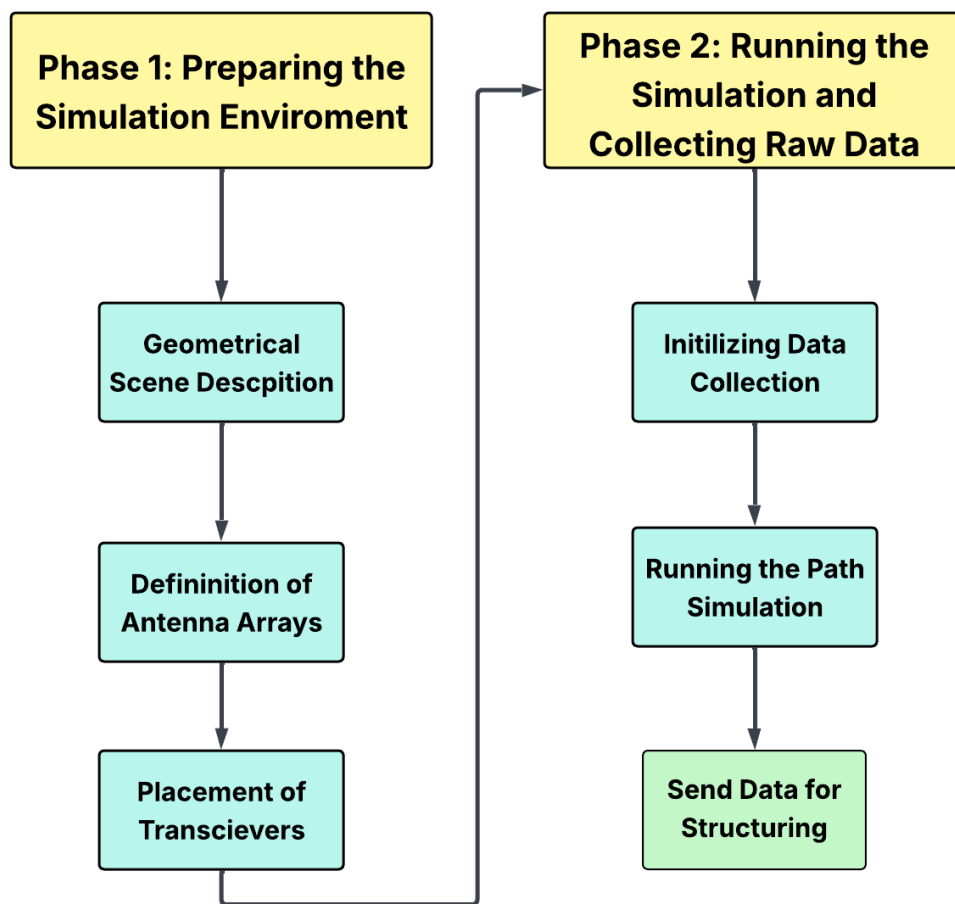 Phase 1: Preparing the
Simulation Enviroment
Geometrical
Scene Descpition
Defininition of
Antenna Arrays
Placement of
Transcievers
Phase 2: Running the
Simulation and
Collecting Raw Data
Initilizing Data
Collection
Running the Path
Simulation
Send Data for
Structuring